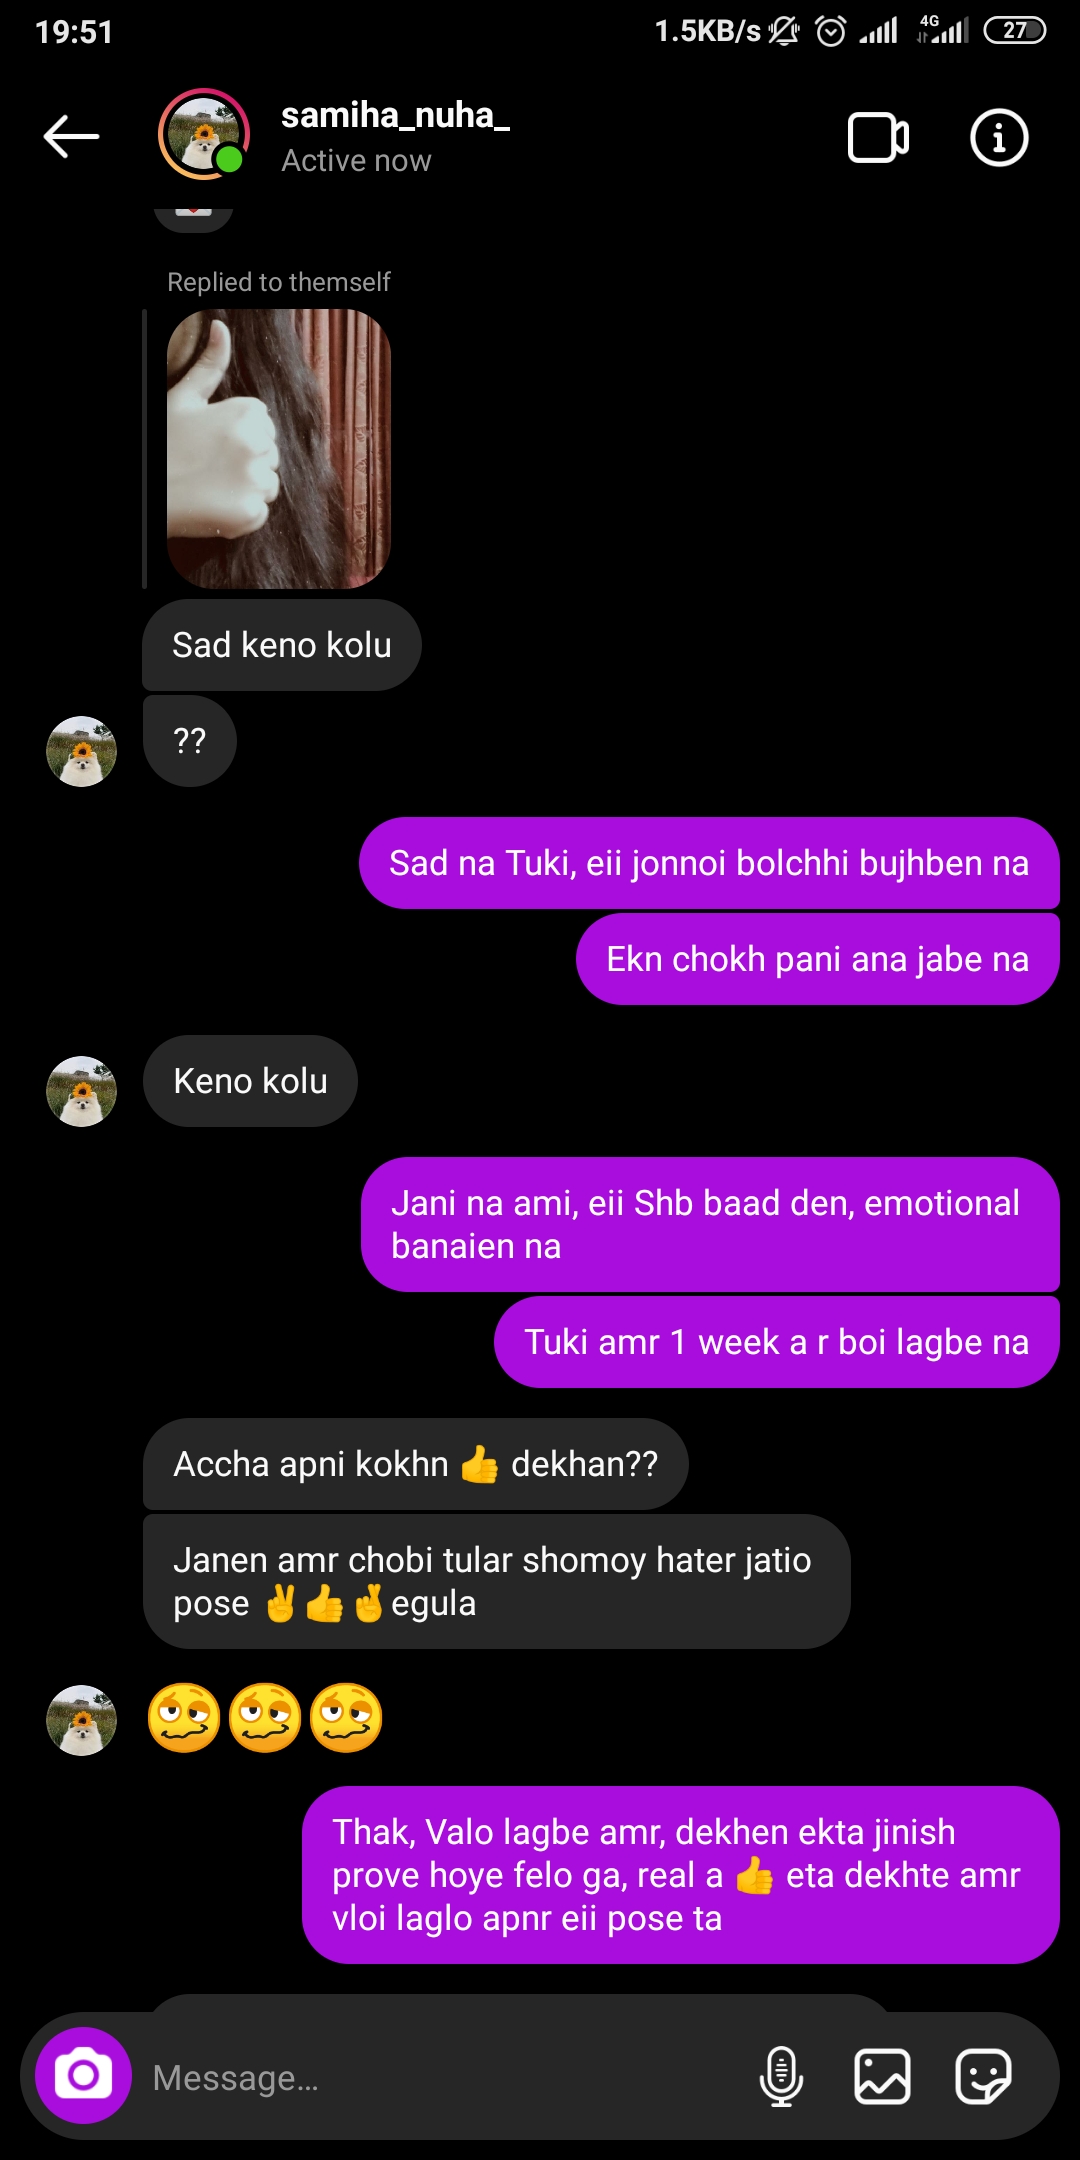 19:51
1.5KB/s 4G 27
samiha_nuha_
Active now
Replied to themself
Sad keno kolu
??
Sad na Tuki, eii jonnoi bolchhi bujhben na
Ekn chokh pani ana jabe na
Keno kolu
Jani na ami, eii Shb baad den, emotional
banaien na
Tuki amr 1 week a r boi lagbe na
Accha apni kokhn 👍 dekhan??
Janen amr chobi tular shomoy hater jatio
pose ✌️👍🤞egula
🥴🥴🥴
Thak, Valo lagbe amr, dekhen ekta jinish
prove hoye felo ga, real a 👍 eta dekhte amr
vloi laglo apnr eii pose ta
Message...